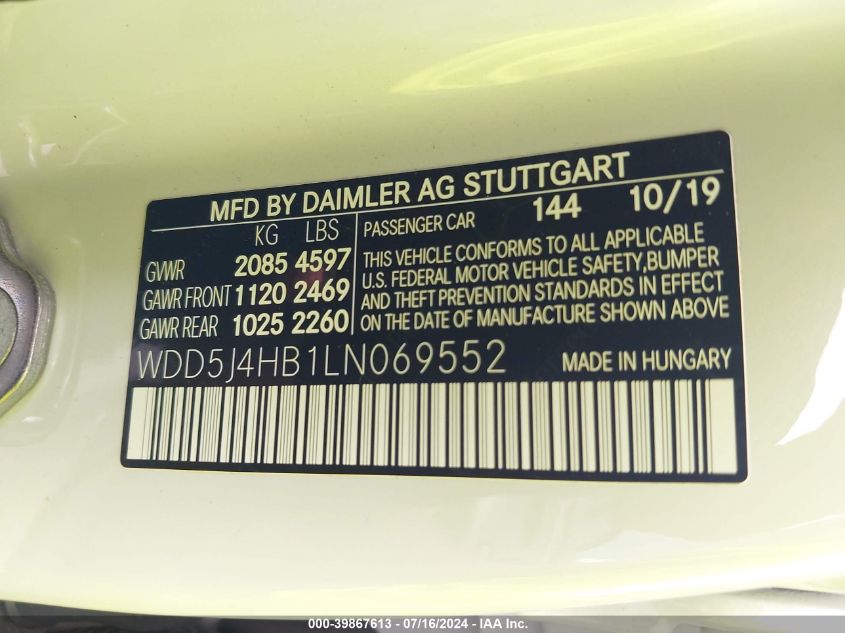 MFD BY DAIMLER AG STUTTGART
KG LBS
GVWR 2085 4597
GAWR FRONT 1120 2469
GAWR REAR 1025 2260
PASSENGER CAR 144 10/19
THIS VEHICLE CONFORMS TO ALL APPLICABLE
U.S. FEDERAL MOTOR VEHICLE SAFETY, BUMPER
AND THEFT PREVENTION STANDARDS IN EFFECT
ON THE DATE OF MANUFACTURE SHOWN ABOVE
WDD5J4HB1LN069552 MADE IN HUNGARY
000-39867613 - 07/16/2024 - IAA Inc.